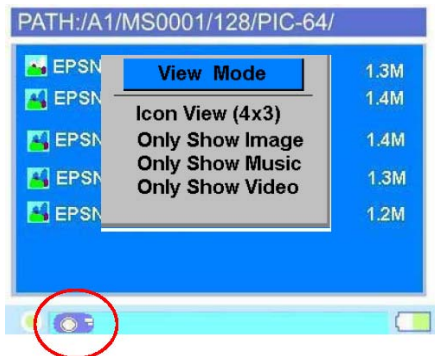 PATH:/A1/MS0001/128/PIC-64/
View Mode
EPSN 1.3M
EPSN 1.4M
Icon View (4x3)
EPSN Only Show Image 1.4M
Only Show Music
EPSN 1.3M
Only Show Video
EPSN 1.2M